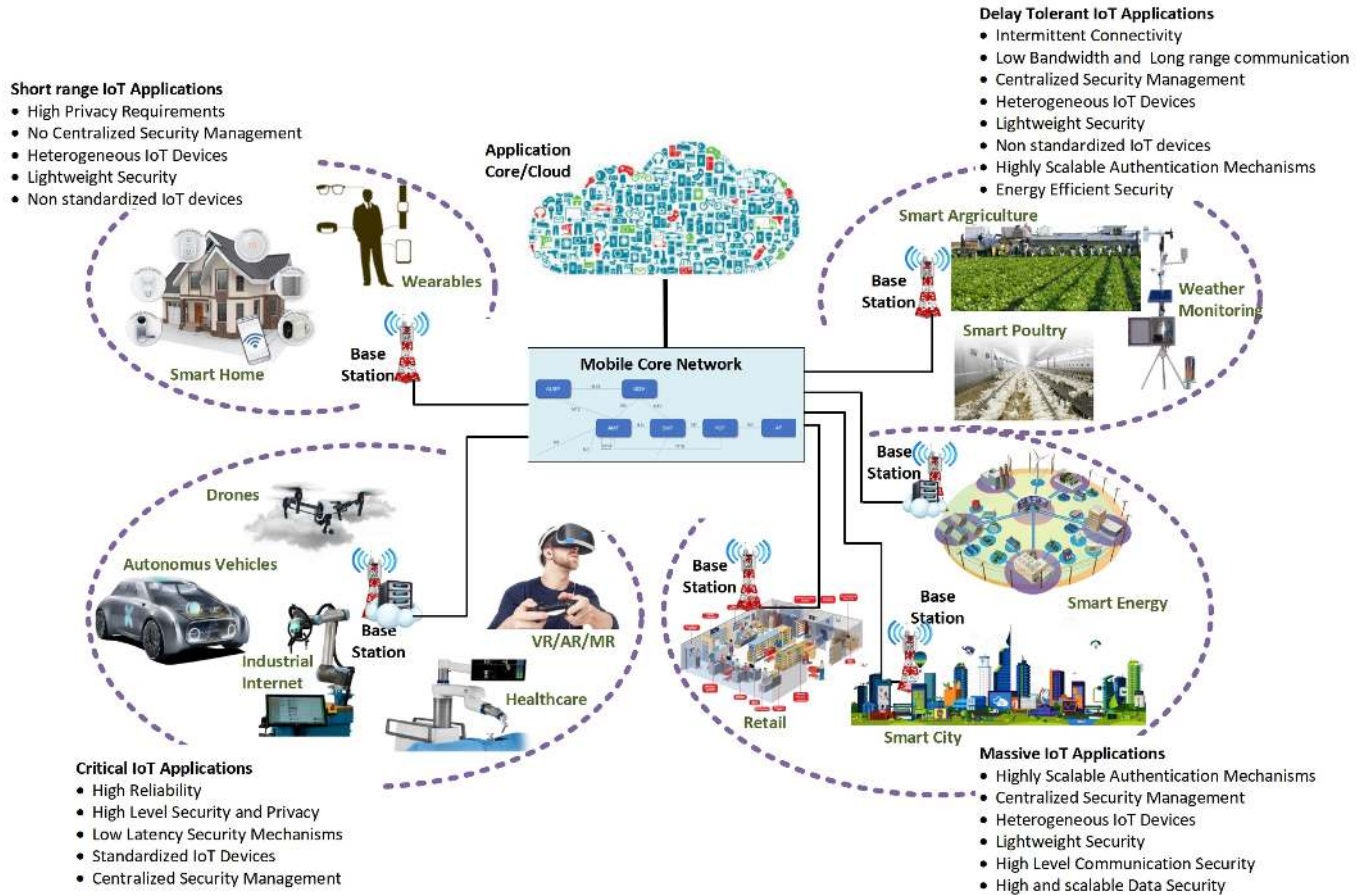 Delay Tolerant IoT Applications
• Intermittent Connectivity
• Low Bandwidth and Long range communication
• Centralized Security Management
• Heterogeneous IoT Devices
• Lightweight Security
• Non standardized IoT devices
• Highly Scalable Authentication Mechanisms
• Energy Efficient Security
Short range IoT Applications
• High Privacy Requirements
• No Centralized Security Management
• Heterogeneous IoT Devices
• Lightweight Security
• Non standardized IoT devices
Application
Core/Cloud
Wearables
Smart Home
Base
Station
Smart Argriculture
Base
Station
Weather
Monitoring
Smart Poultry
Mobile Core Network
AMF
AF
Drones
Autonomus Vehicles
Industrial
Internet
Base
Station
VR/AR/MR
Healthcare
Base
Station
Smart Energy
Base
Station
Retail
Base
Station
Smart City
Critical IoT Applications
• High Reliability
• High Level Security and Privacy
• Low Latency Security Mechanisms
• Standardized IoT Devices
• Centralized Security Management
Massive IoT Applications
• Highly Scalable Authentication Mechanisms
• Centralized Security Management
• Heterogeneous IoT Devices
• Lightweight Security
• High Level Communication Security
• High and scalable Data Security